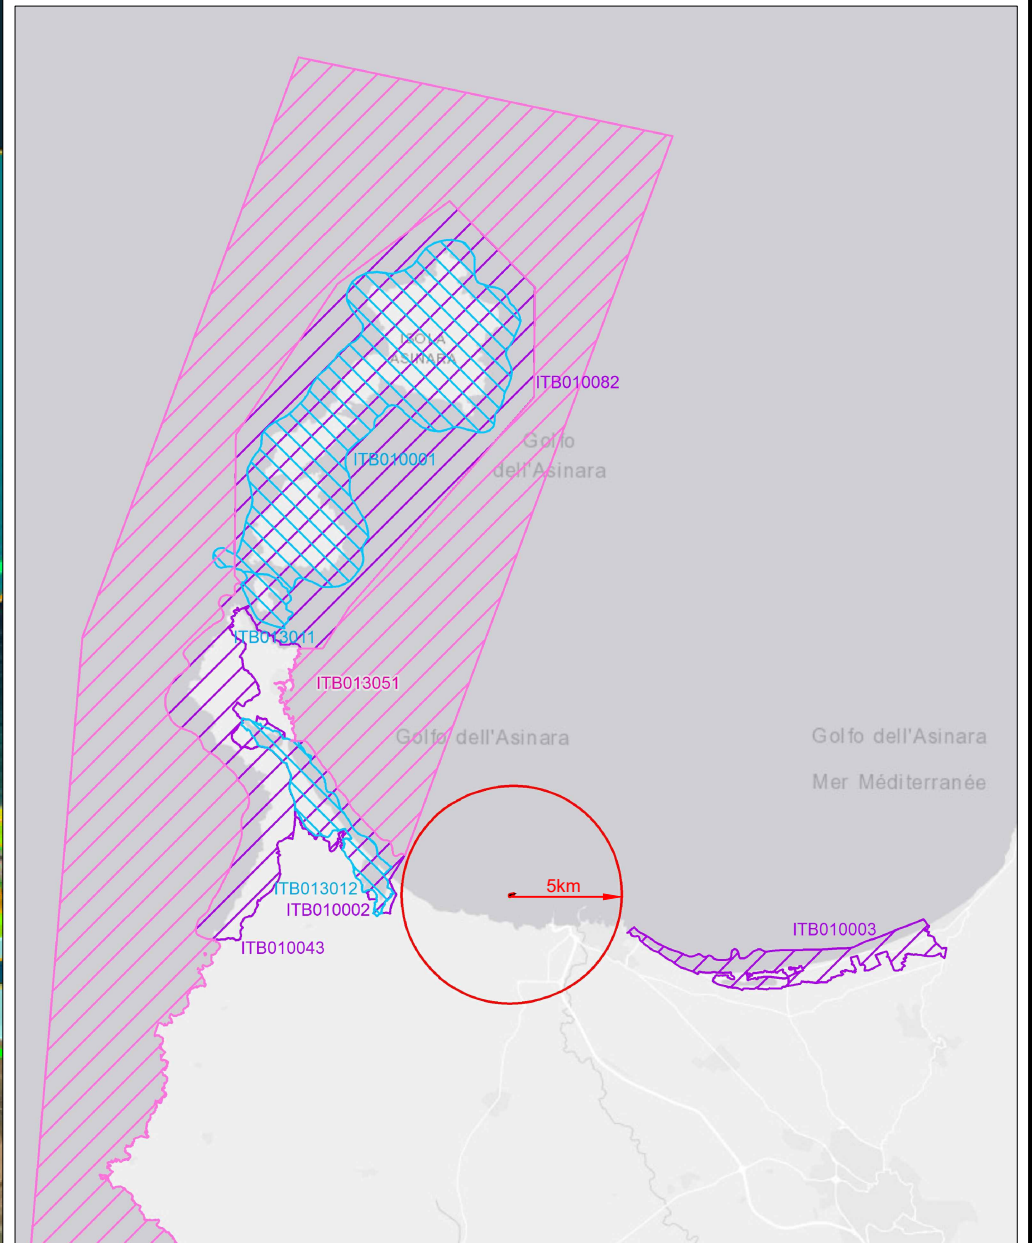 ISOLA
ASINARA
ITB010082
Golfo
dell'Asinara
ITB010001
ITB013011
ITB013051
Golfo dell'Asinara
Golfo dell'Asinara
Mer Méditerranée
5km
ITB013012
ITB010002
ITB010003
ITB010043